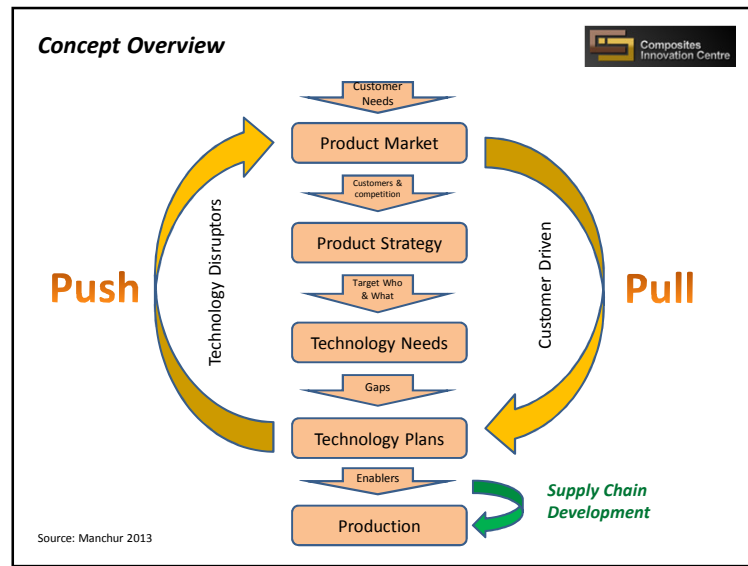 Concept Overview
Composites
Innovation Centre
Customer
Needs
Product Market
Customers &
competition
Product Strategy
Target Who
& What
Technology Needs
Gaps
Technology Plans
Enablers
Production
Push
Technology Disruptors
Customer Driven
Pull
Supply Chain
Development
Source: Manchur 2013